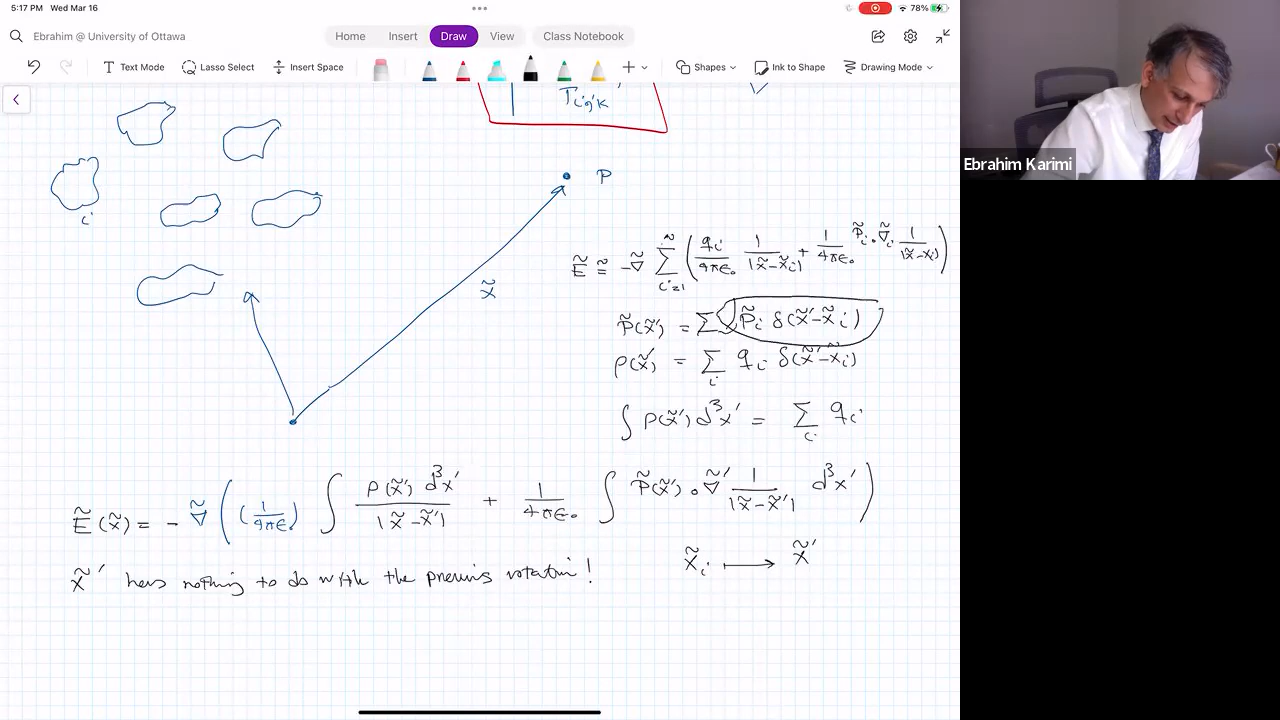 5:17 PM Wed Mar 16
78%
Ebrahim @ University of Ottawa
Home Insert Draw View Class Notebook
Text Mode Lasso Select Insert Space Shapes Ink to Shape Drawing Mode
Ebrahim Karimi
P
i
x̃
Ẽ ≅ -∇̃ Σ_{i=1}^{N} ( q_i/4πε₀ 1/|x̃-x̃_i| + 1/4πε₀ P̃_i • ∇̃_i 1/|x̃-x_i| )
P̃(x̃') = Σ P̃_i δ(x̃'-x̃_i)
ρ(x̃') = Σ_i q_i δ(x̃'-x̃_i)
∫ ρ(x̃') d³x' = Σ_i q_i
Ẽ(x̃) = - ∇̃ ( (1/4πε₀) ∫ ρ(x̃') d³x' / |x̃-x̃'| + 1/4πε₀ ∫ P̃(x̃') • ∇̃' 1/|x̃-x̃'| d³x' )
x̃_i ⟼ x̃'
x̃' has nothing to do with the !